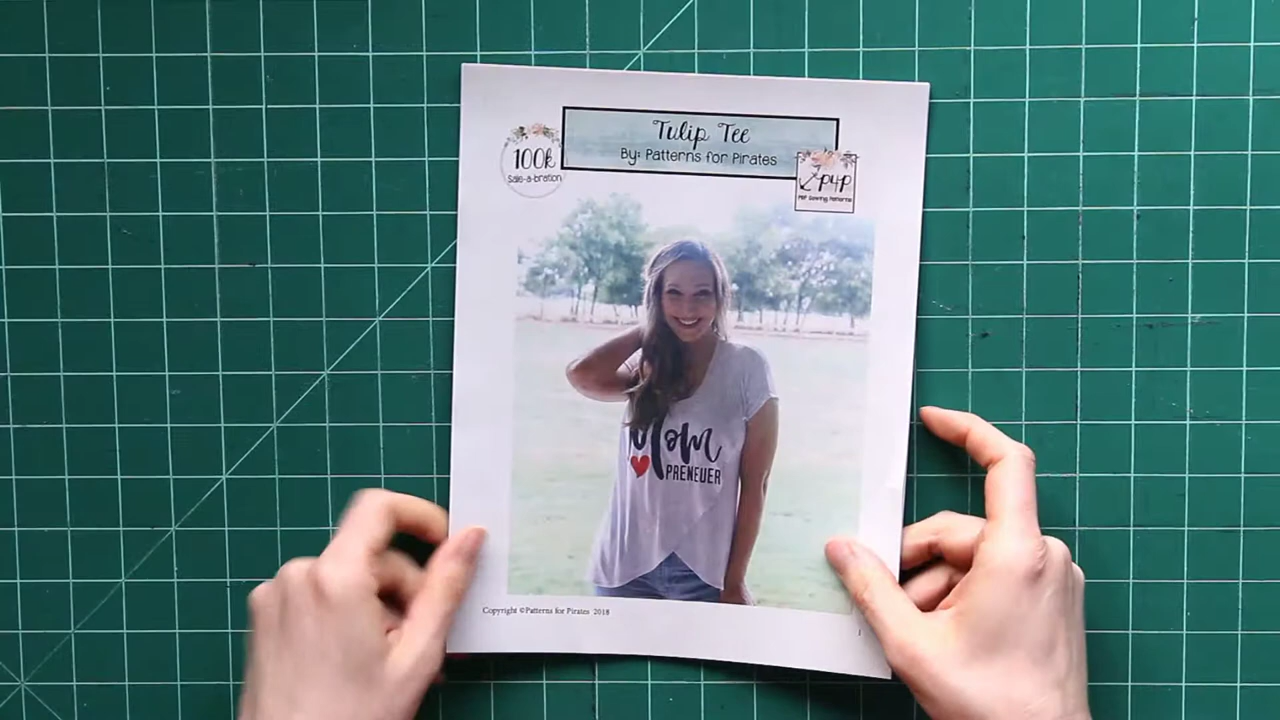 Tulip Tee
By: Patterns for Pirates
100k
Sale-a-bration
P4P
PDF Sewing Patterns
Mom
PRENEUER
Copyright ©Patterns for Pirates 2018
1